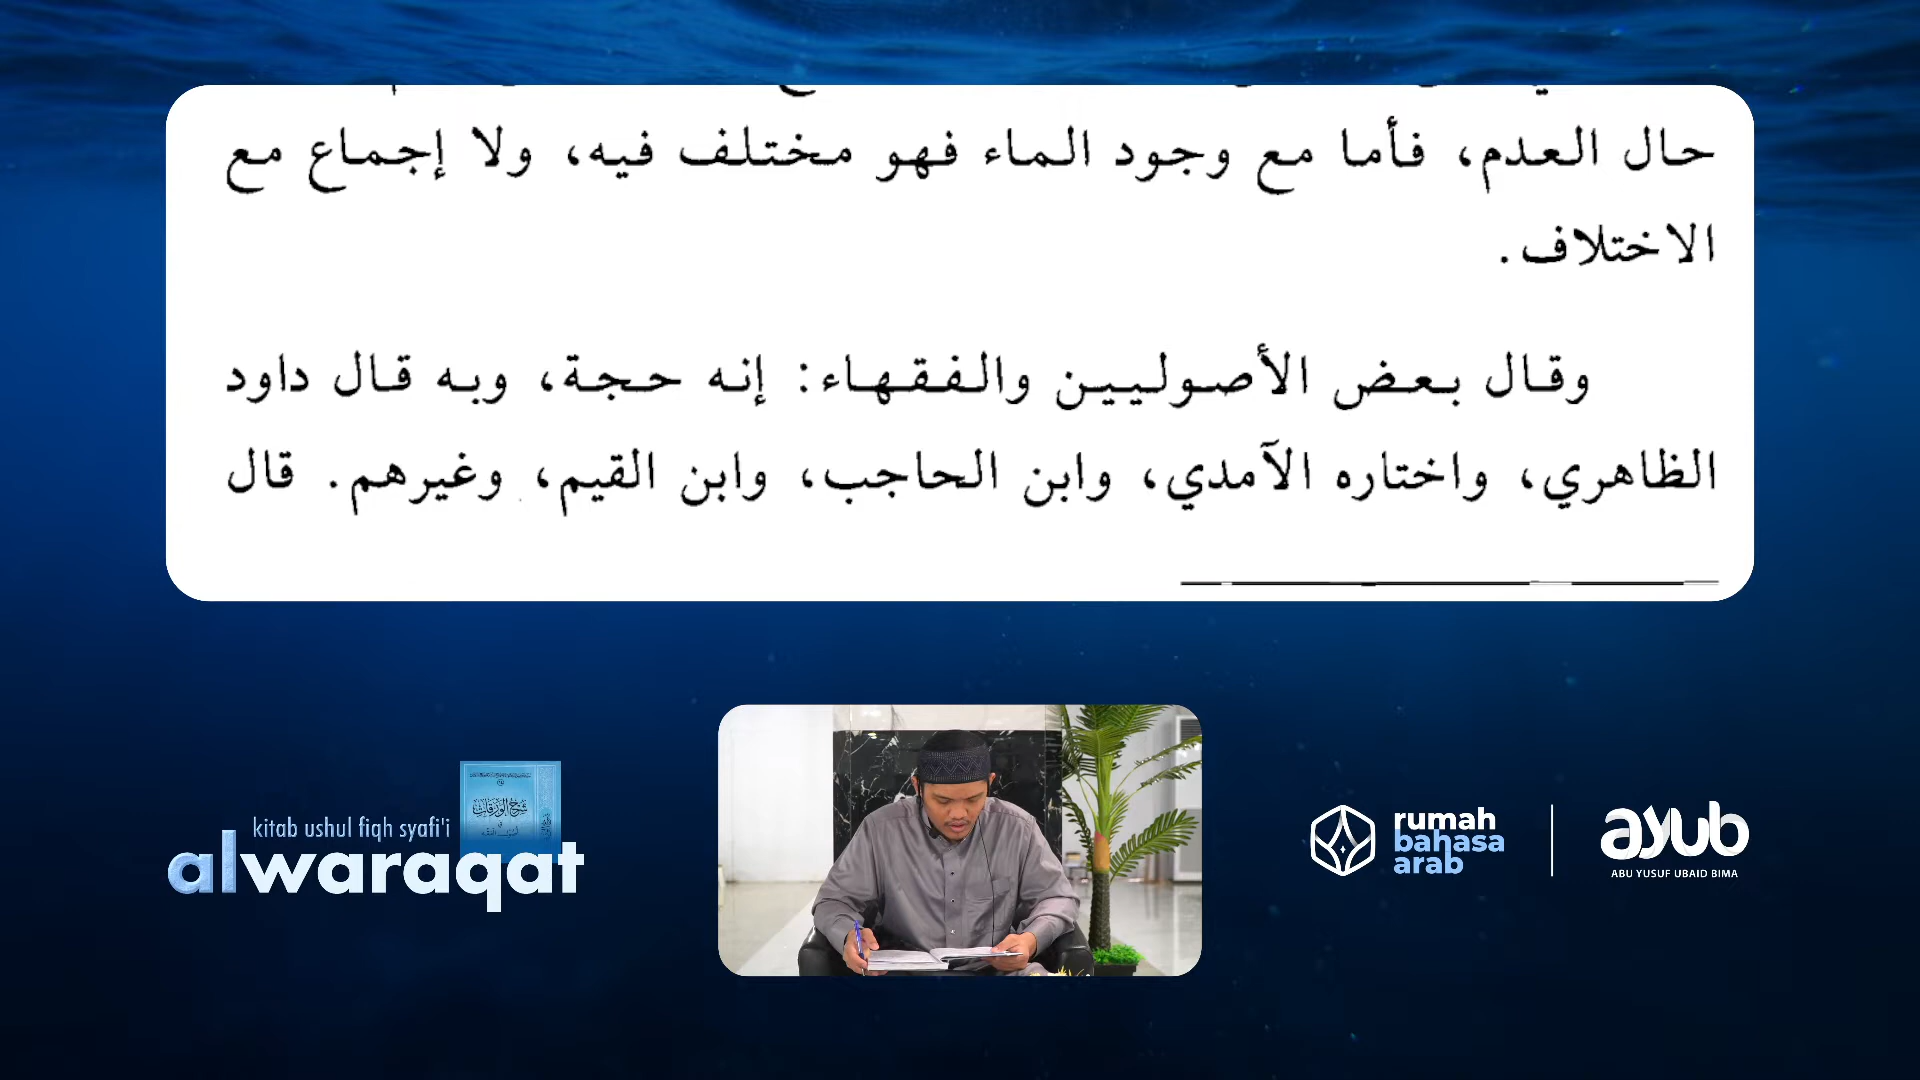 حال العدم، فأما مع وجود الماء فهو مختلف فيه، ولا إجماع مع
الاختلاف.
وقال بعض الأصوليين والفقهاء: إنه حجة، وبه قال داود
الظاهري، واختاره الآمدي، وابن الحاجب، وابن القيم، وغيرهم. قال
kitab ushul fiqh syafi'i
شرح الورقات
alwaraqat
rumah
bahasa
arab
ayub
ABU YUSUF UBAID BIMA